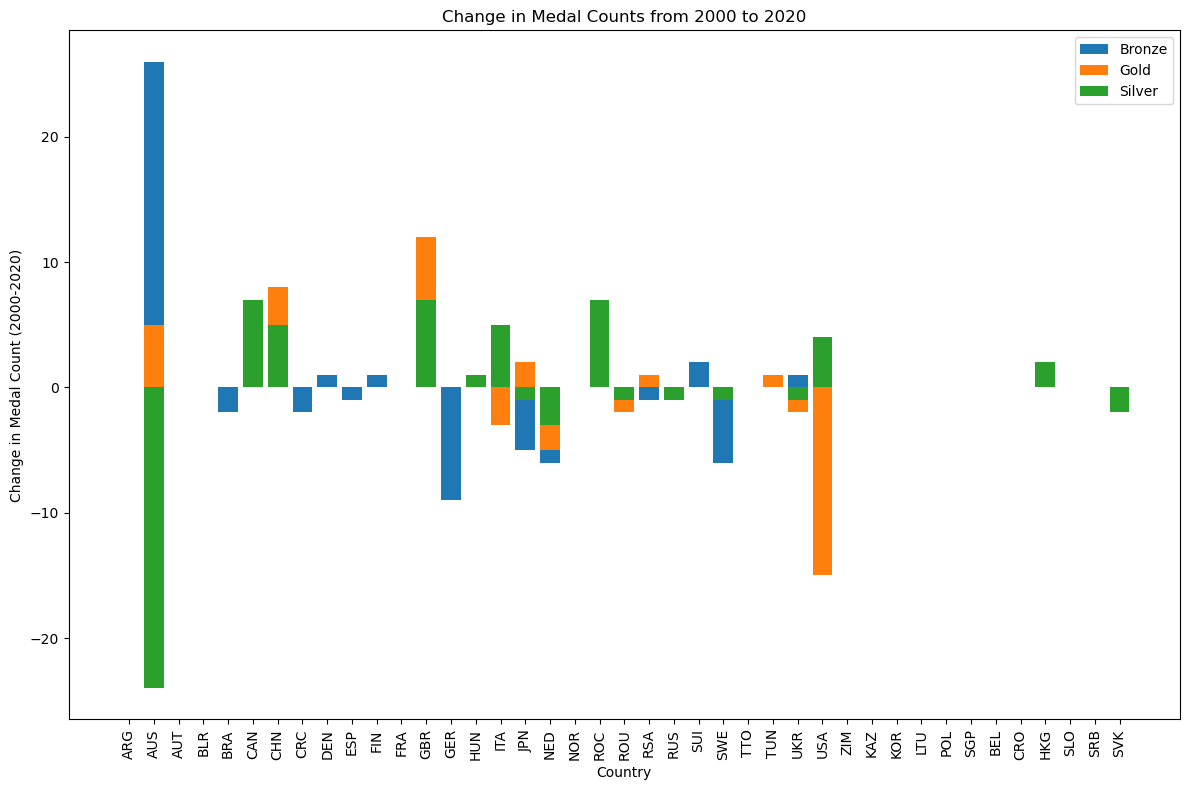 Change in Medal Counts from 2000 to 2020
Bronze
Gold
Silver
Change in Medal Count (2000-2020)
20
10
0
−10
−20
ARG AUS AUT BLR BRA CAN CHN CRC DEN ESP FIN FRA GBR GER HUN ITA JPN NED NOR ROC ROU RSA RUS SUI SWE TTO TUN UKR USA ZIM KAZ KOR LTU POL SGP BEL CRO HKG SLO SRB SVK
Country